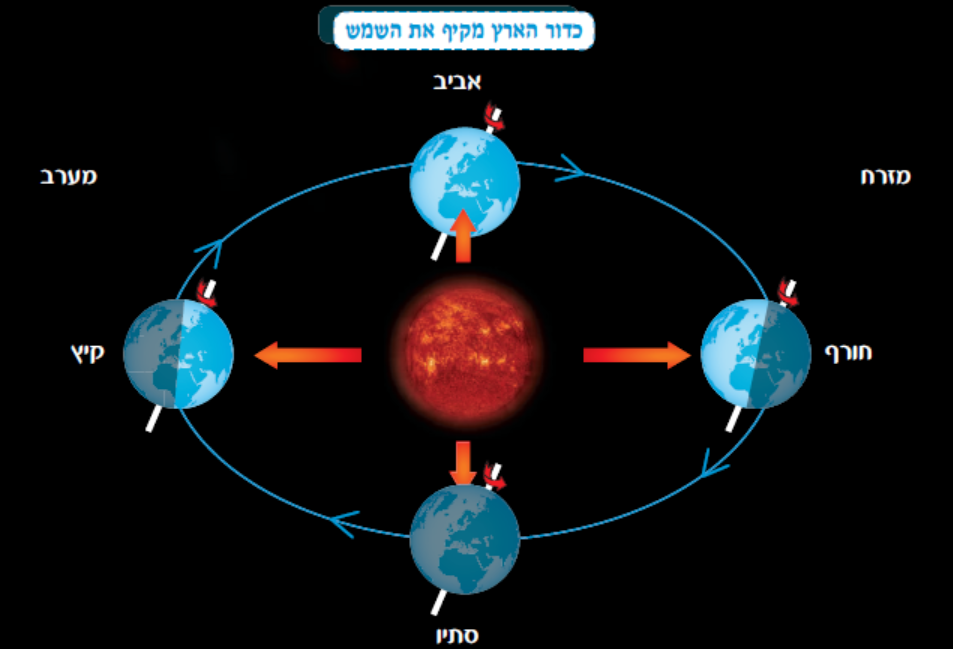 כדור הארץ מקיף את השמש
אביב
מזרח
מערב
חורף
קיץ
סתיו